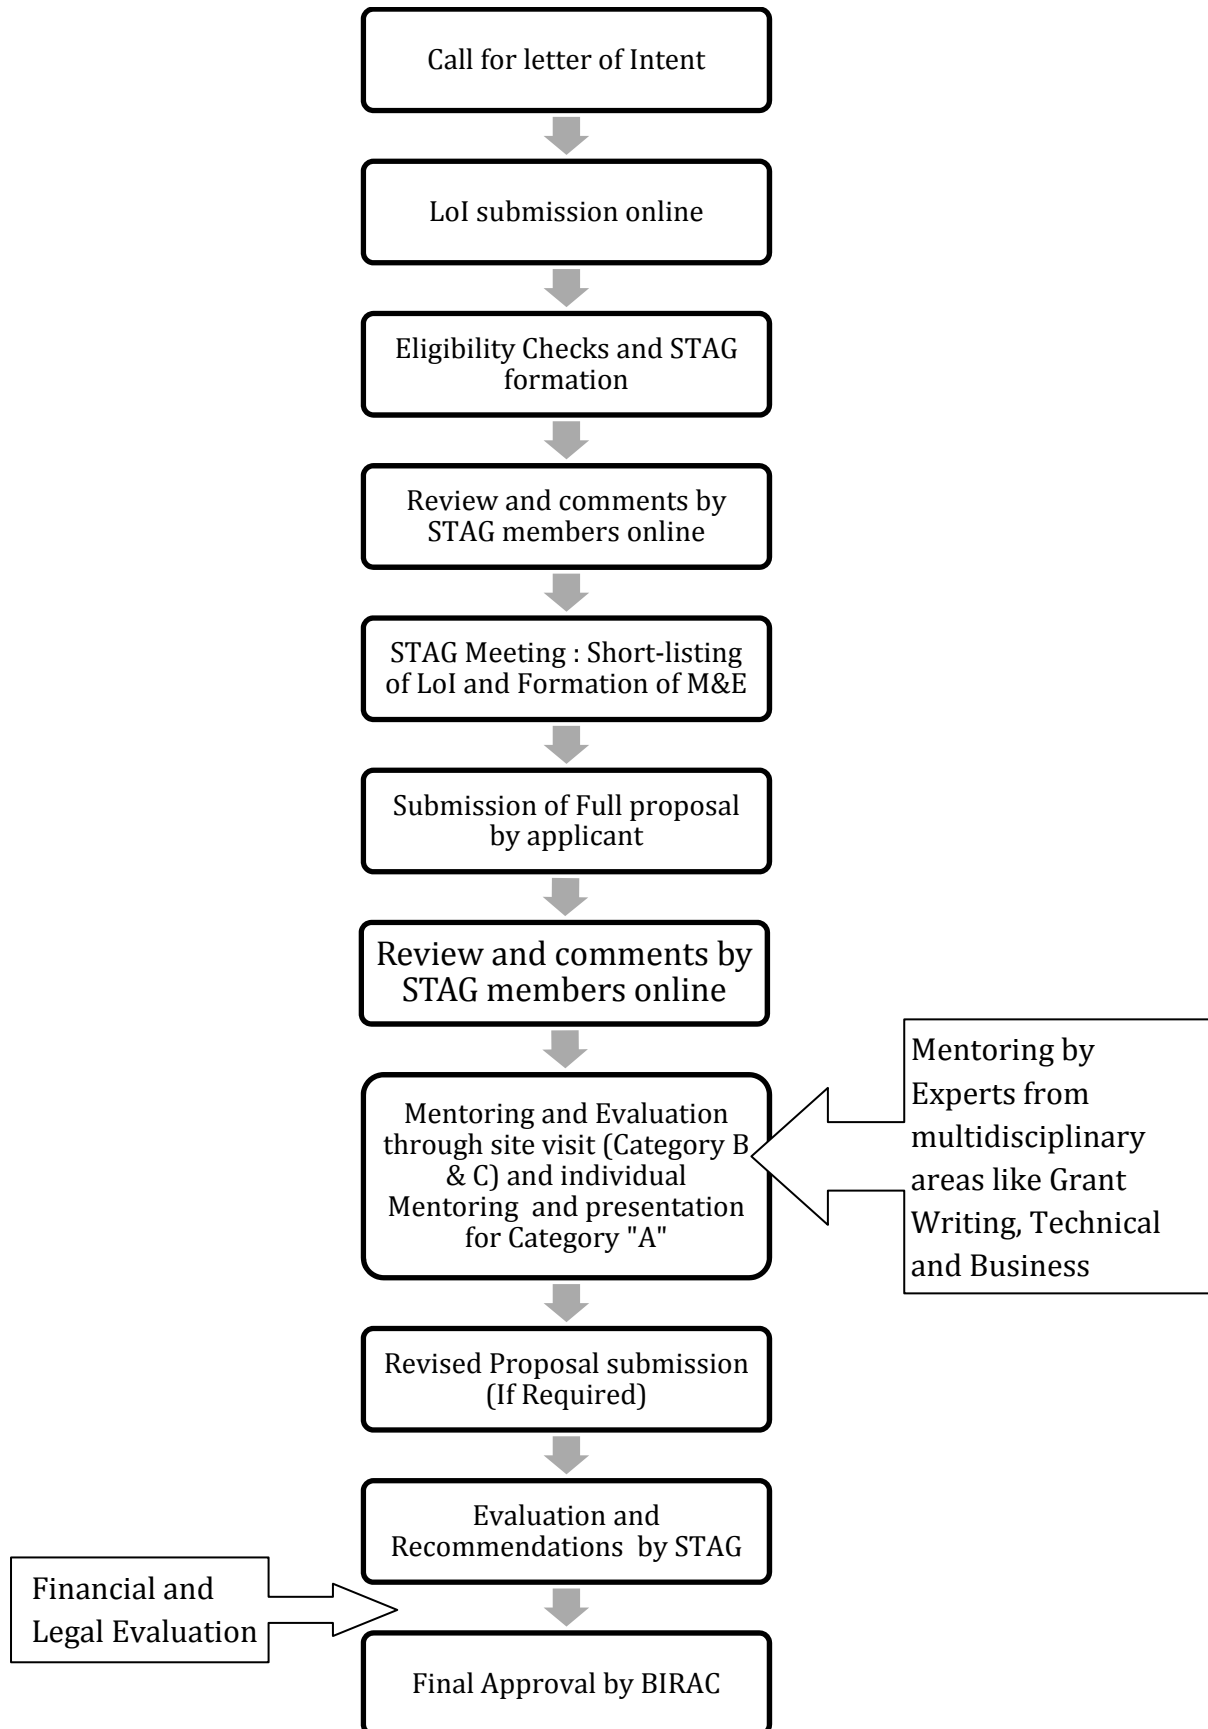 Call for letter of Intent
LoI submission online
Eligibility Checks and STAG
formation
Review and comments by
STAG members online
STAG Meeting : Short-listing
of LoI and Formation of M&E
Submission of Full proposal
by applicant
Review and comments by
STAG members online
Mentoring and Evaluation
through site visit (Category B
& C) and individual
Mentoring  and presentation
for Category "A"
Mentoring by
Experts from
multidisciplinary
areas like Grant
Writing, Technical
and Business
Revised Proposal submission
(If Required)
Evaluation and
Recommendations  by STAG
Financial and
Legal Evaluation
Final Approval by BIRAC